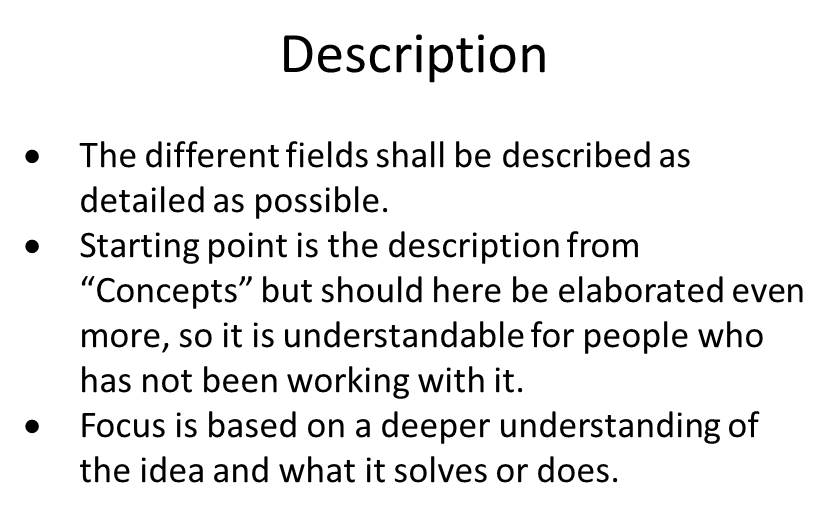 Description
• The different fields shall be described as
detailed as possible.
• Starting point is the description from
“Concepts” but should here be elaborated even
more, so it is understandable for people who
has not been working with it.
• Focus is based on a deeper understanding of
the idea and what it solves or does.